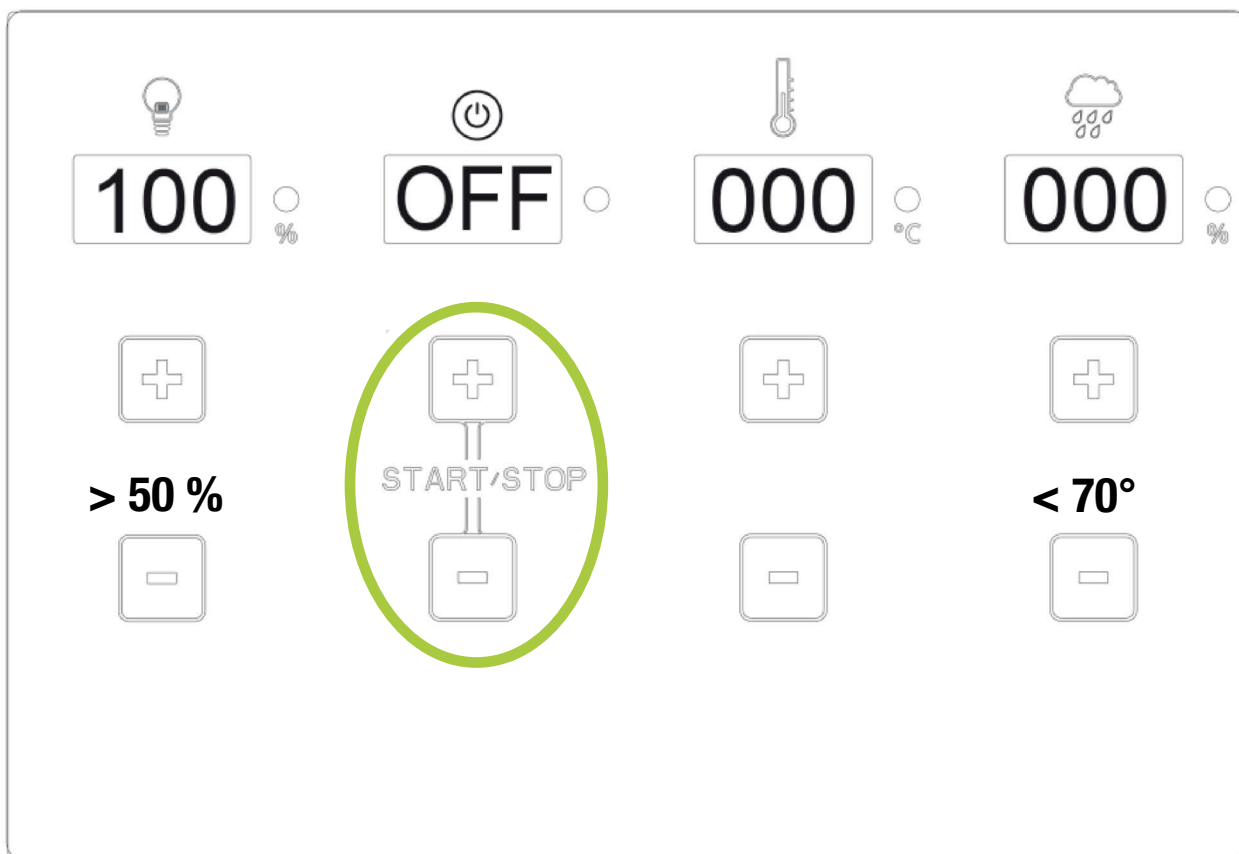 100 % OFF 000 °C 000 %
+ + + +
START/STOP
> 50 % < 70°
- - - -